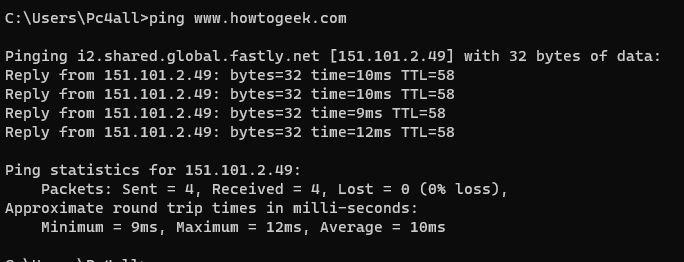 C:\Users\Pc4all>ping www.howtogeek.com
Pinging i2.shared.global.fastly.net [151.101.2.49] with 32 bytes of data:
Reply from 151.101.2.49: bytes=32 time=10ms TTL=58
Reply from 151.101.2.49: bytes=32 time=10ms TTL=58
Reply from 151.101.2.49: bytes=32 time=9ms TTL=58
Reply from 151.101.2.49: bytes=32 time=12ms TTL=58
Ping statistics for 151.101.2.49:
    Packets: Sent = 4, Received = 4, Lost = 0 (0% loss),
Approximate round trip times in milli-seconds:
    Minimum = 9ms, Maximum = 12ms, Average = 10ms
C:\Users\Pc4all>